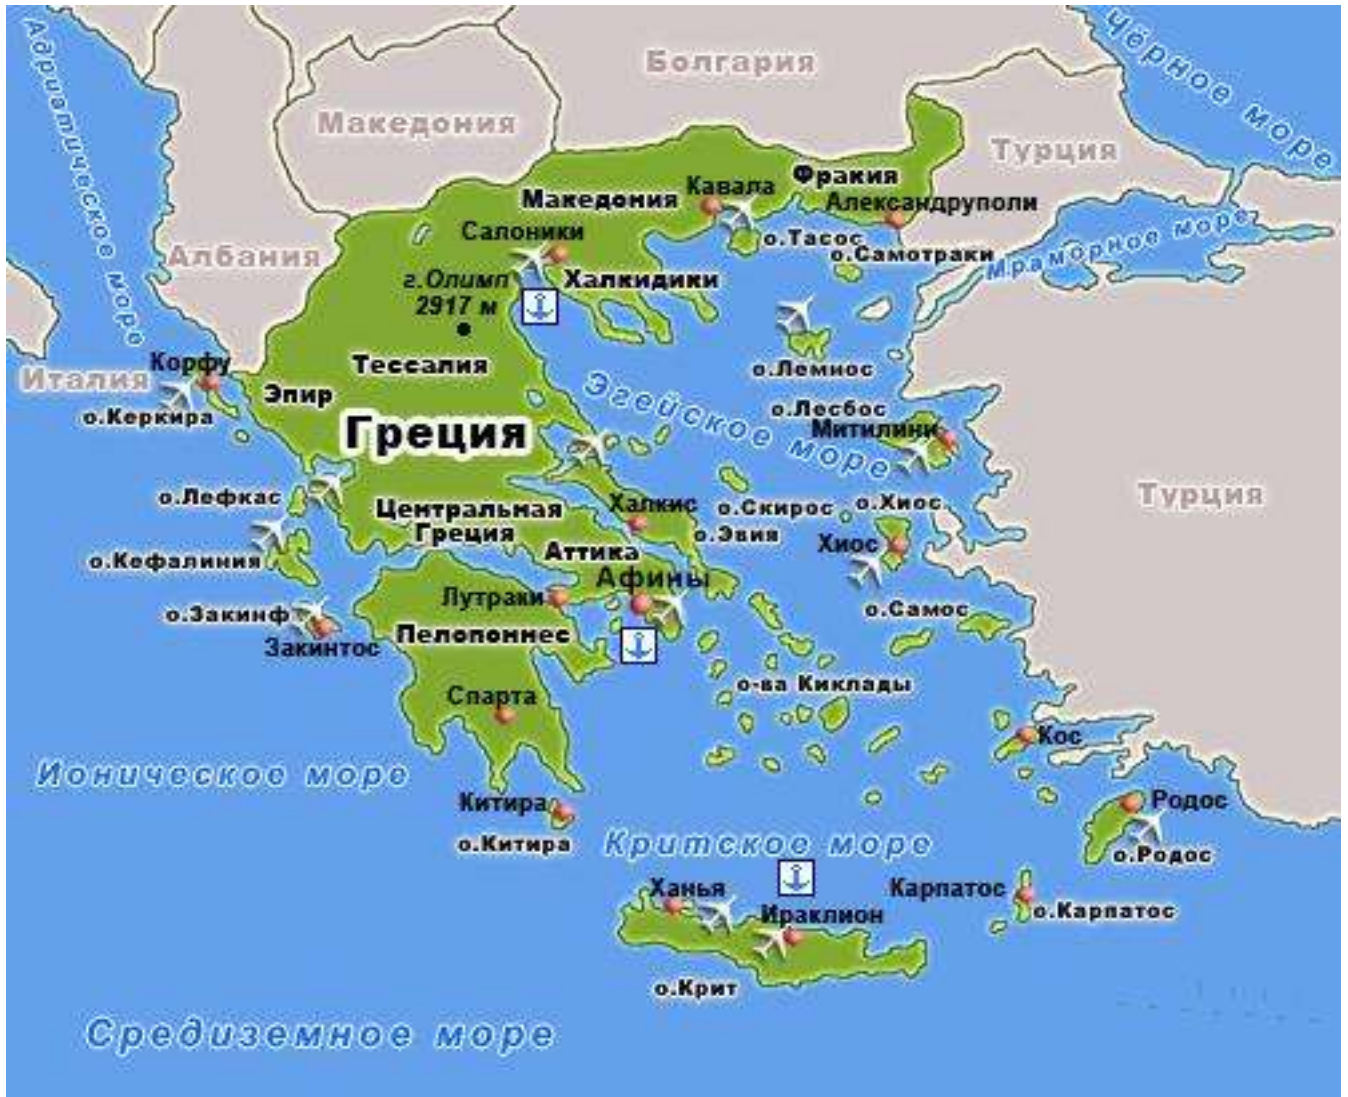 Адриатическое море
Чёрное море
Болгария
Македония
Турция
Албания
Италия
Мраморное море
Фракия
Кавала
Македония
Александруполи
Салоники
о.Тасос
о.Самотраки
г.Олимп
2917 м
Халкидики
Корфу
Тессалия
Эпир
о.Керкира
Греция
Эгейское море
о.Лемнос
о.Лесбос
Митилини
Турция
о.Лефкас
Центральная
Греция
Халкис
о.Скирос
о.Хиос
о.Эвия
Аттика
Хиос
о.Кефалиния
Афины
Лутраки
о.Самос
о.Закинф
Закинтос
Пелопоннес
о-ва Киклады
Спарта
Кос
Ионическое море
Китира
о.Китира
Родос
о.Родос
Критское море
Ханья
Ираклион
Карпатос
о.Карпатос
о.Крит
Средиземное море